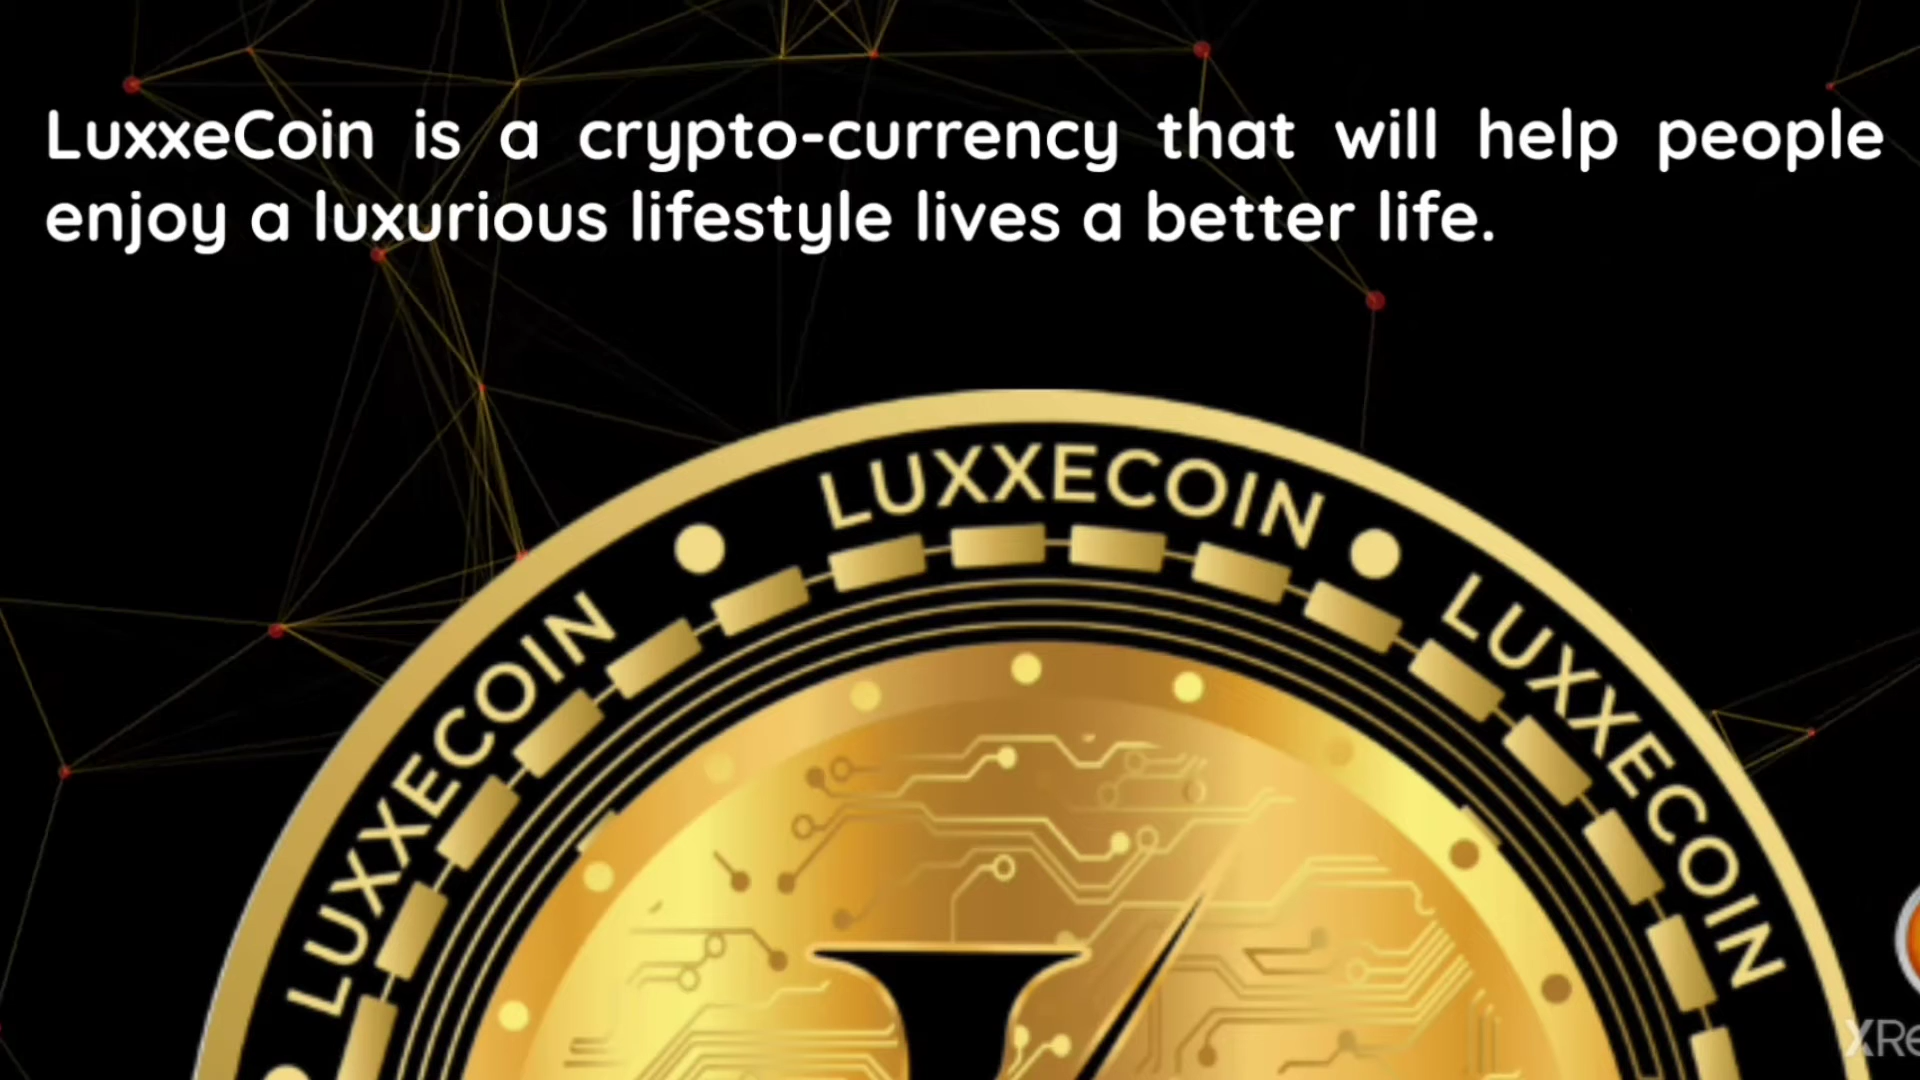 LuxxeCoin is a crypto-currency that will help people
enjoy a luxurious lifestyle lives a better life.
LUXXECOIN
LUXXECOIN
LUXXECOIN